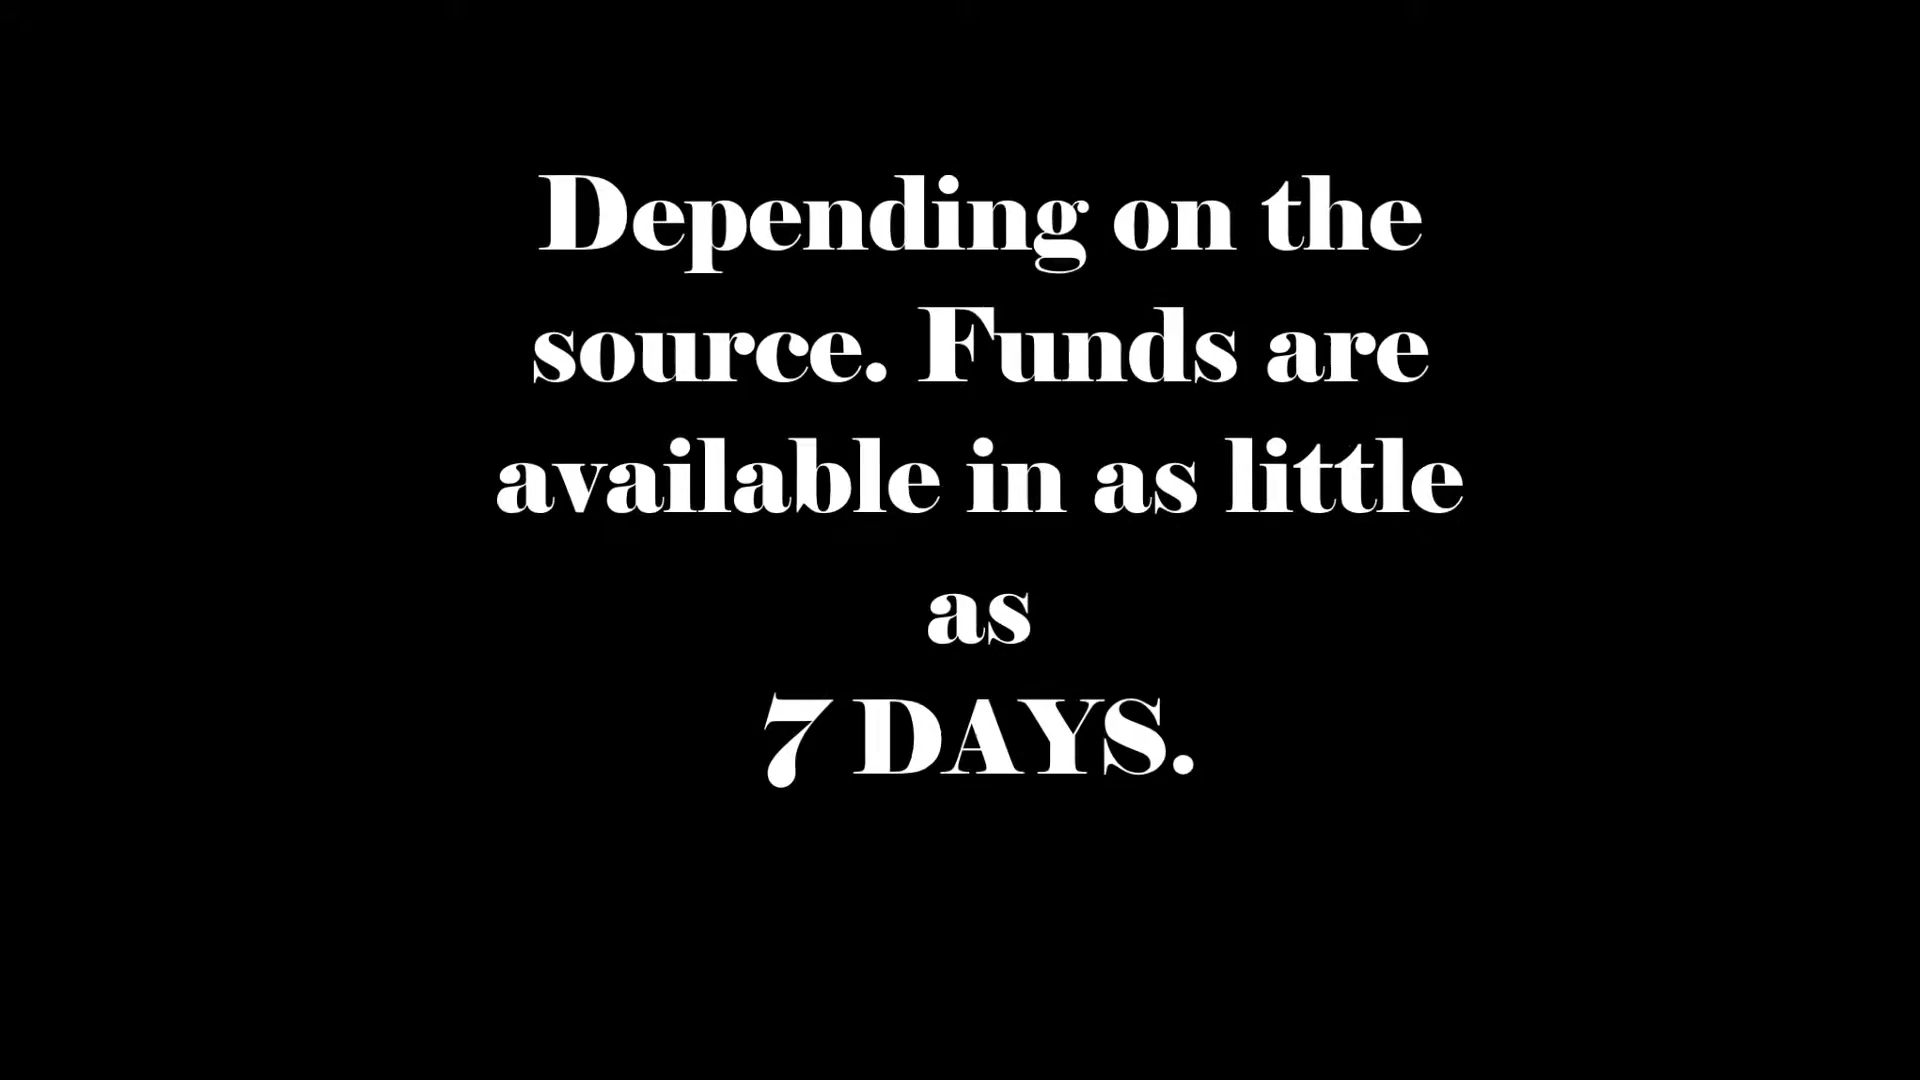 Depending on the
source. Funds are
available in as little
as
7 DAYS.